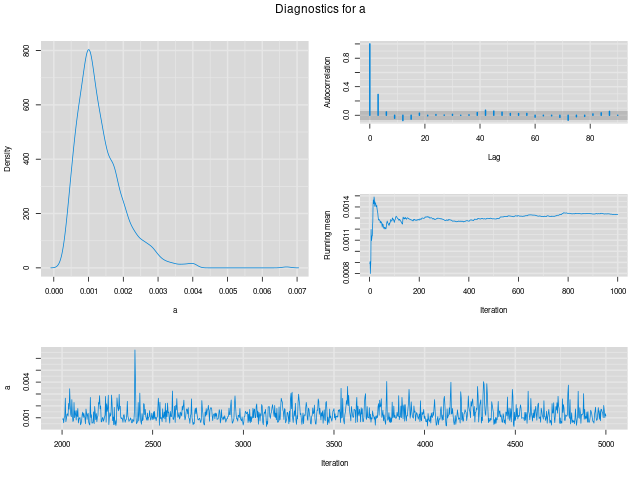 Diagnostics for a
Density
0
200
400
600
800
0.000 0.001 0.002 0.003 0.004 0.005 0.006 0.007
a
Autocorrelation
0.0
0.4
0.8
0 20 40 60 80
Lag
Running mean
0.0008
0.0011
0.0014
0 200 400 600 800 1000
Iteration
a
0.001
0.004
2000 2500 3000 3500 4000 4500 5000
Iteration